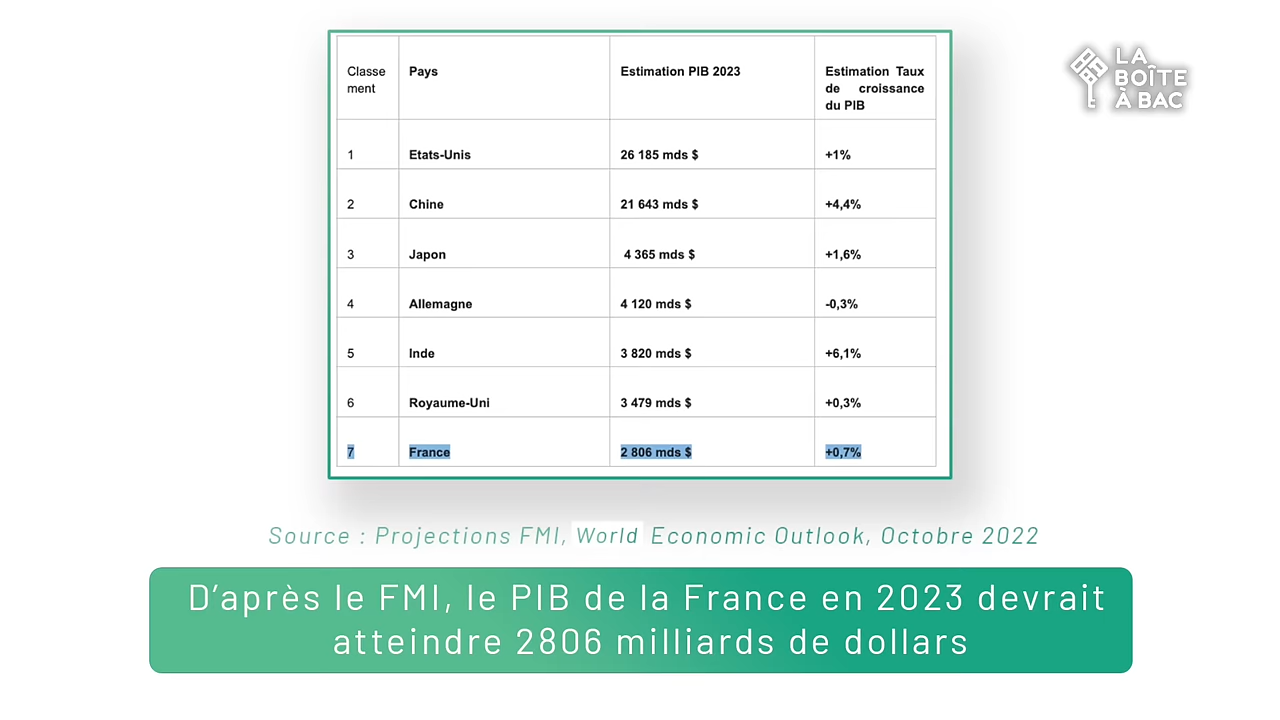 Classe
ment
Pays
Estimation PIB 2023
Estimation Taux
de croissance
du PIB
1 Etats-Unis 26 185 mds $ +1%
2 Chine 21 643 mds $ +4,4%
3 Japon 4 365 mds $ +1,6%
4 Allemagne 4 120 mds $ -0,3%
5 Inde 3 820 mds $ +6,1%
6 Royaume-Uni 3 479 mds $ +0,3%
7 France 2 806 mds $ +0,7%
LA
BOÎTE
À BAC
Source : Projections FMI, World Economic Outlook, Octobre 2022
D’après le FMI, le PIB de la France en 2023 devrait
atteindre 2806 milliards de dollars